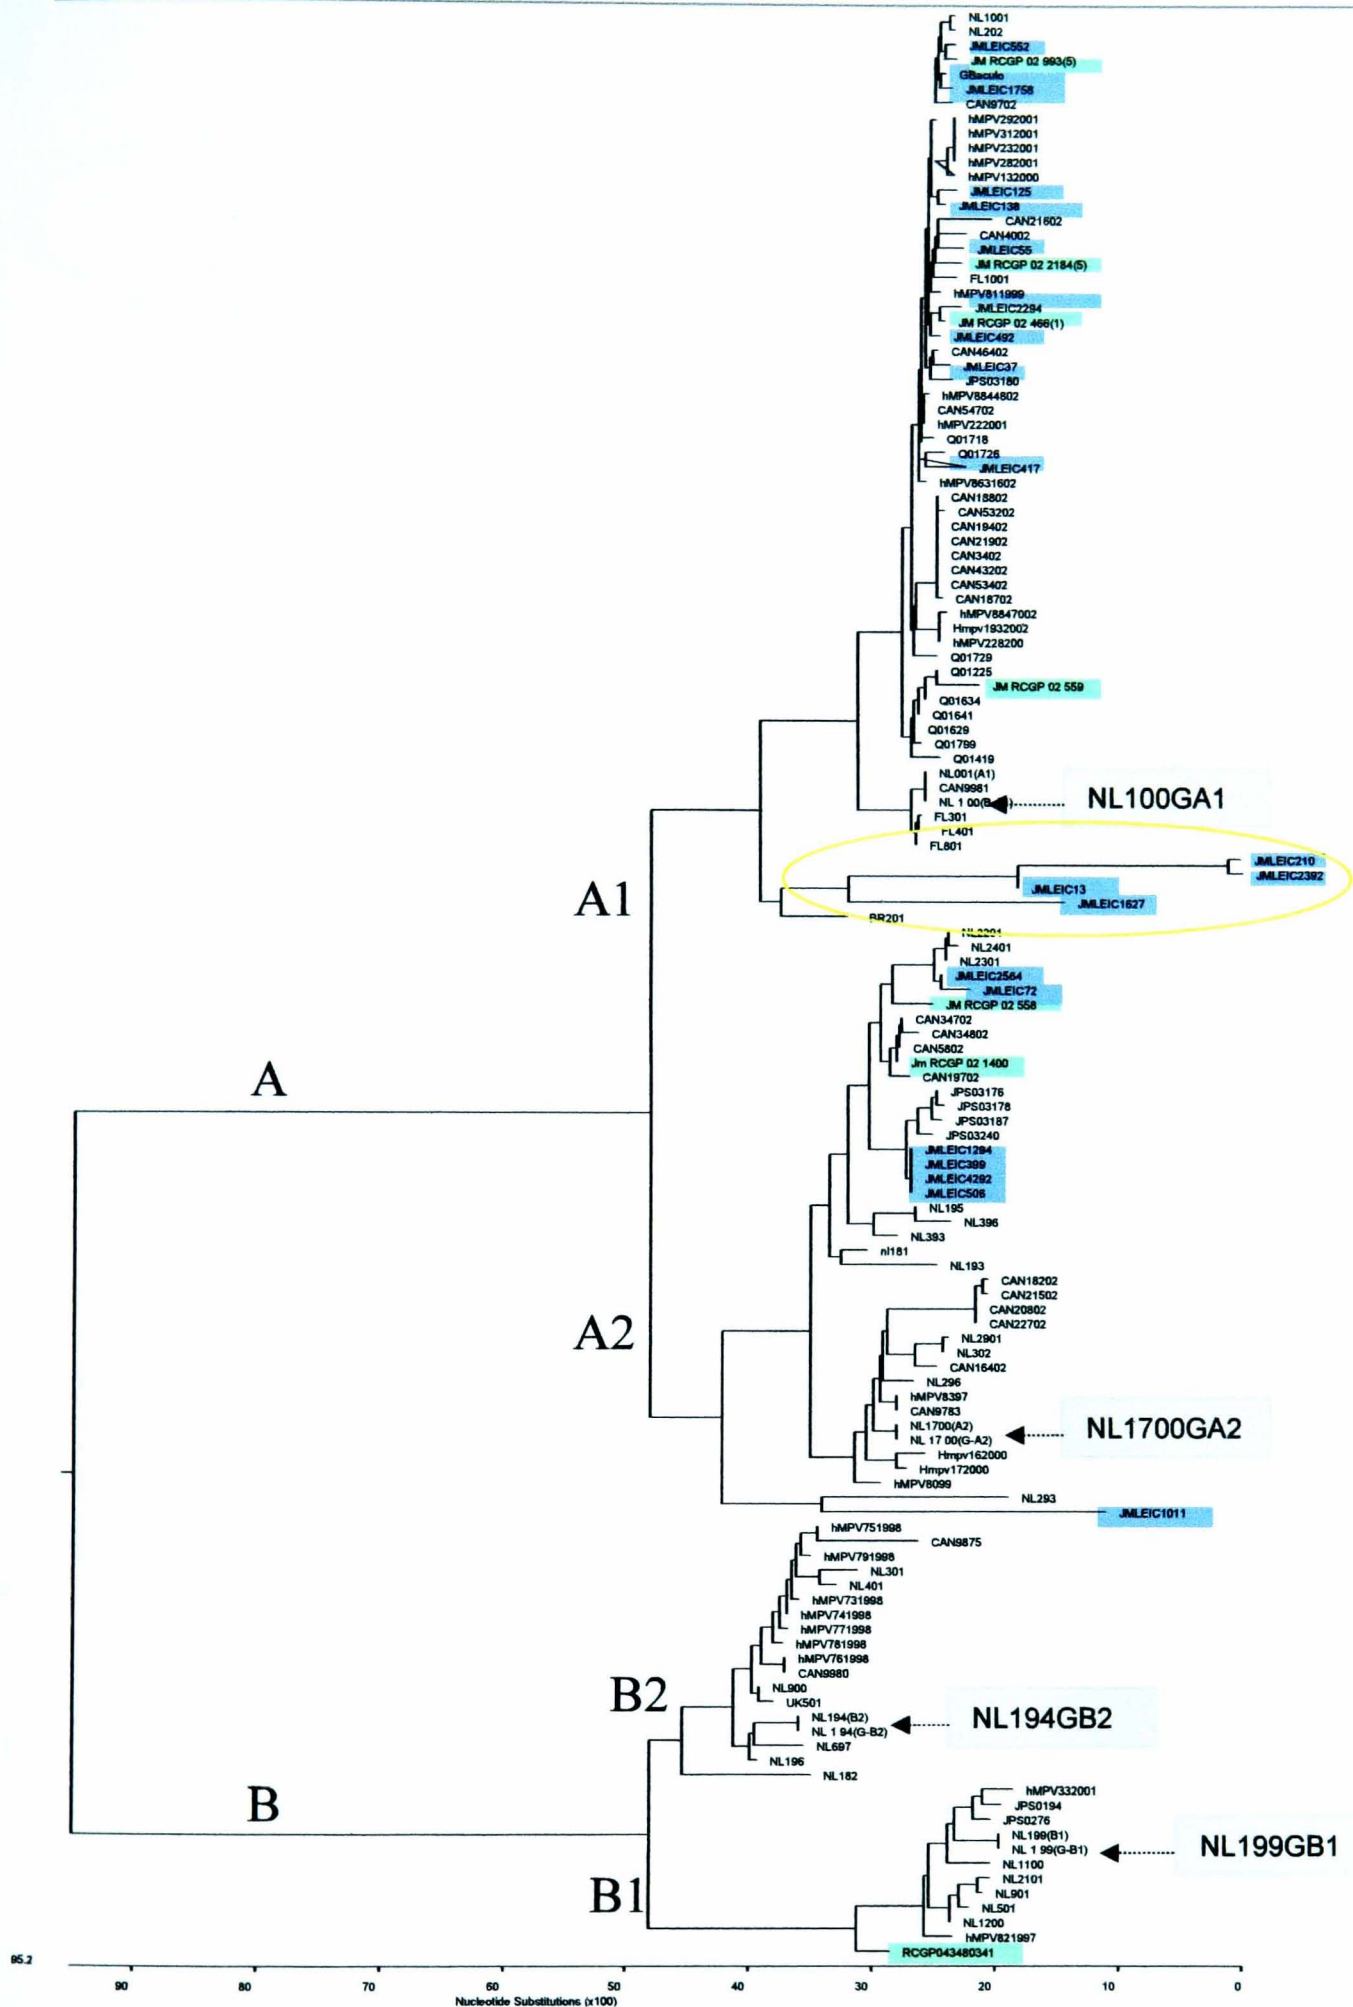 NL1001
NL202
JMLEIC552
JM RCGP 02 993(5)
GBaculo
JMLEIC1758
CAN9702
hMPV292001
hMPV312001
hMPV232001
hMPV282001
hMPV132000
JMLEIC125
JMLEIC138
CAN21602
CAN4002
JMLEIC55
JM RCGP 02 2184(5)
FL1001
hMPV811999
JMLEIC2294
JM RCGP 02 466(1)
JMLEIC492
CAN46402
JMLEIC37
JPS03180
hMPV8844802
CAN54702
hMPV222001
Q01718
Q01726
JMLEIC417
hMPV8631602
CAN18802
CAN53202
CAN19402
CAN21902
CAN3402
CAN43202
CAN53402
CAN18702
hMPV8847002
Hmpv1932002
hMPV228200
Q01729
Q01225
JM RCGP 02 559
Q01634
Q01641
Q01629
Q01799
Q01419
NL001(A1)
CAN9981
NL 1 00(
NL100GA1
FL301
FL401
FL801
JMLEIC210
JMLEIC2392
JMLEIC13
A1
JMLEIC1627
BR201
NL2201
NL2401
NL2301
JMLEIC2564
JMLEIC72
JM RCGP 02 558
CAN34702
CAN34802
CAN5802
Jm RCGP 02 1400
A
CAN19702
JPS03176
JPS03178
JPS03187
JPS03240
JMLEIC1294
JMLEIC399
JMLEIC4292
JMLEIC506
NL195
NL396
NL393
nl181
NL193
CAN18202
CAN21502
CAN20802
CAN22702
A2
NL2901
NL302
CAN16402
NL296
hMPV8397
CAN9783
NL1700(A2)
NL 17 00(G-A2)
NL1700GA2
Hmpv162000
Hmpv172000
hMPV8099
NL293
JMLEIC1011
hMPV751998
CAN9875
hMPV791998
NL301
NL401
hMPV731998
hMPV741998
hMPV771998
hMPV781998
hMPV761998
CAN9980
B2
NL900
UK501
NL194(B2)
NL 1 94(G-B2)
NL194GB2
NL697
NL196
NL182
B
hMPV332001
JPS0194
JPS0276
NL199(B1)
NL 1 99(G-B1)
NL199GB1
NL1100
NL2101
NL901
B1
NL501
NL1200
hMPV821997
RCGP043480341
95.2
90 80 70 60 50 40 30 20 10 0
Nucleotide Substitutions (x100)